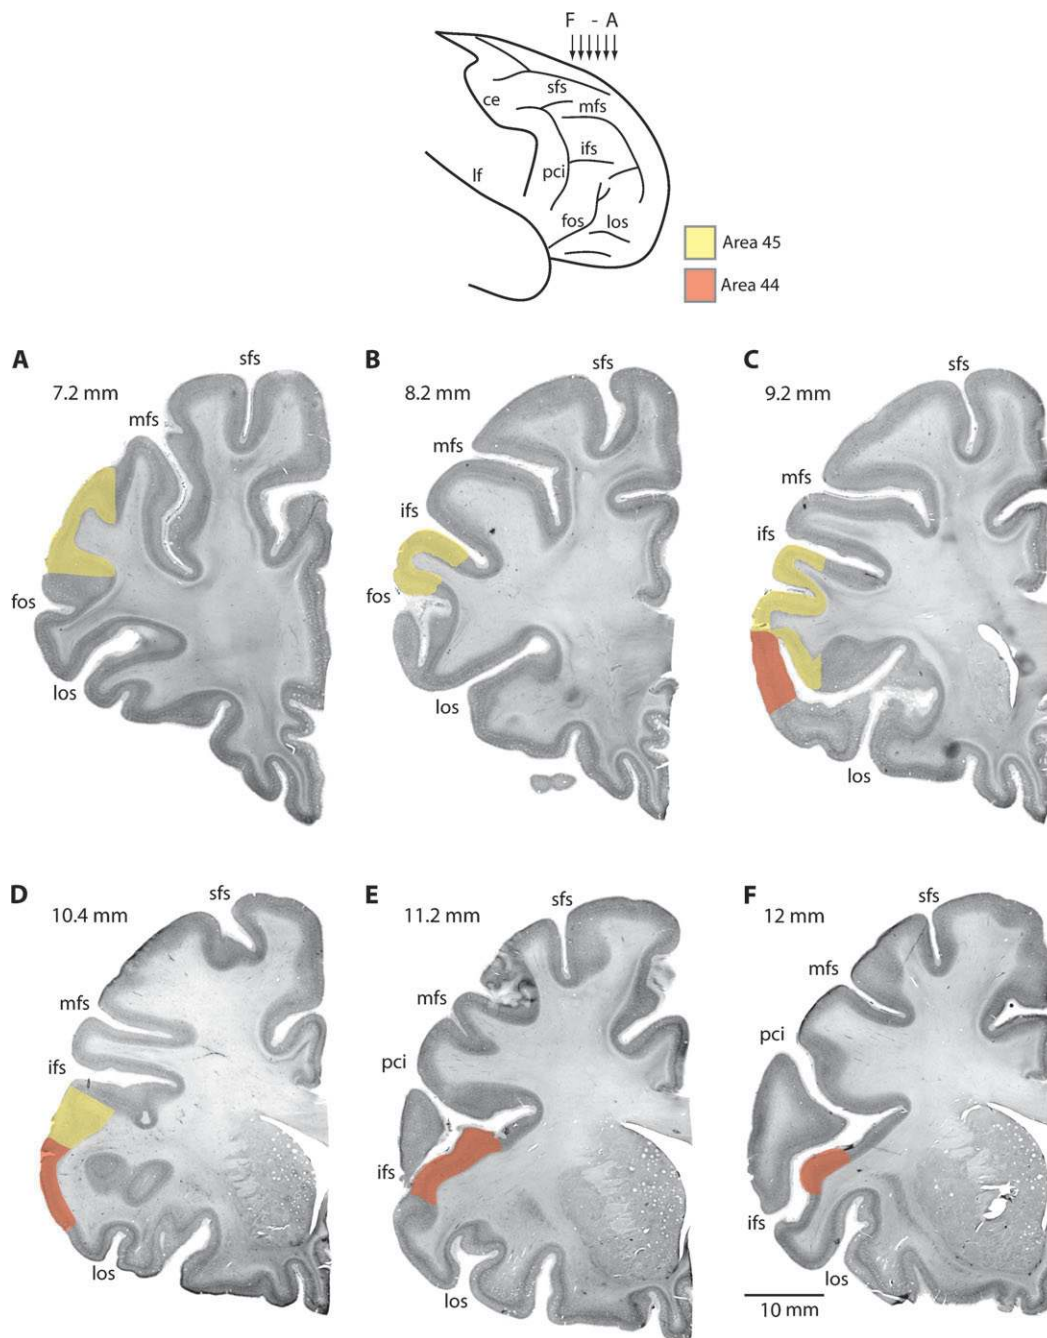 F - A
sfs
ce
mfs
ifs
pci
lf
fos
los
Area 45
Area 44
A
7.2 mm
sfs
mfs
fos
los
B
8.2 mm
sfs
mfs
ifs
fos
los
C
9.2 mm
sfs
mfs
ifs
los
D
10.4 mm
sfs
mfs
ifs
los
E
11.2 mm
sfs
mfs
pci
ifs
los
F
12 mm
sfs
mfs
pci
ifs
los
10 mm